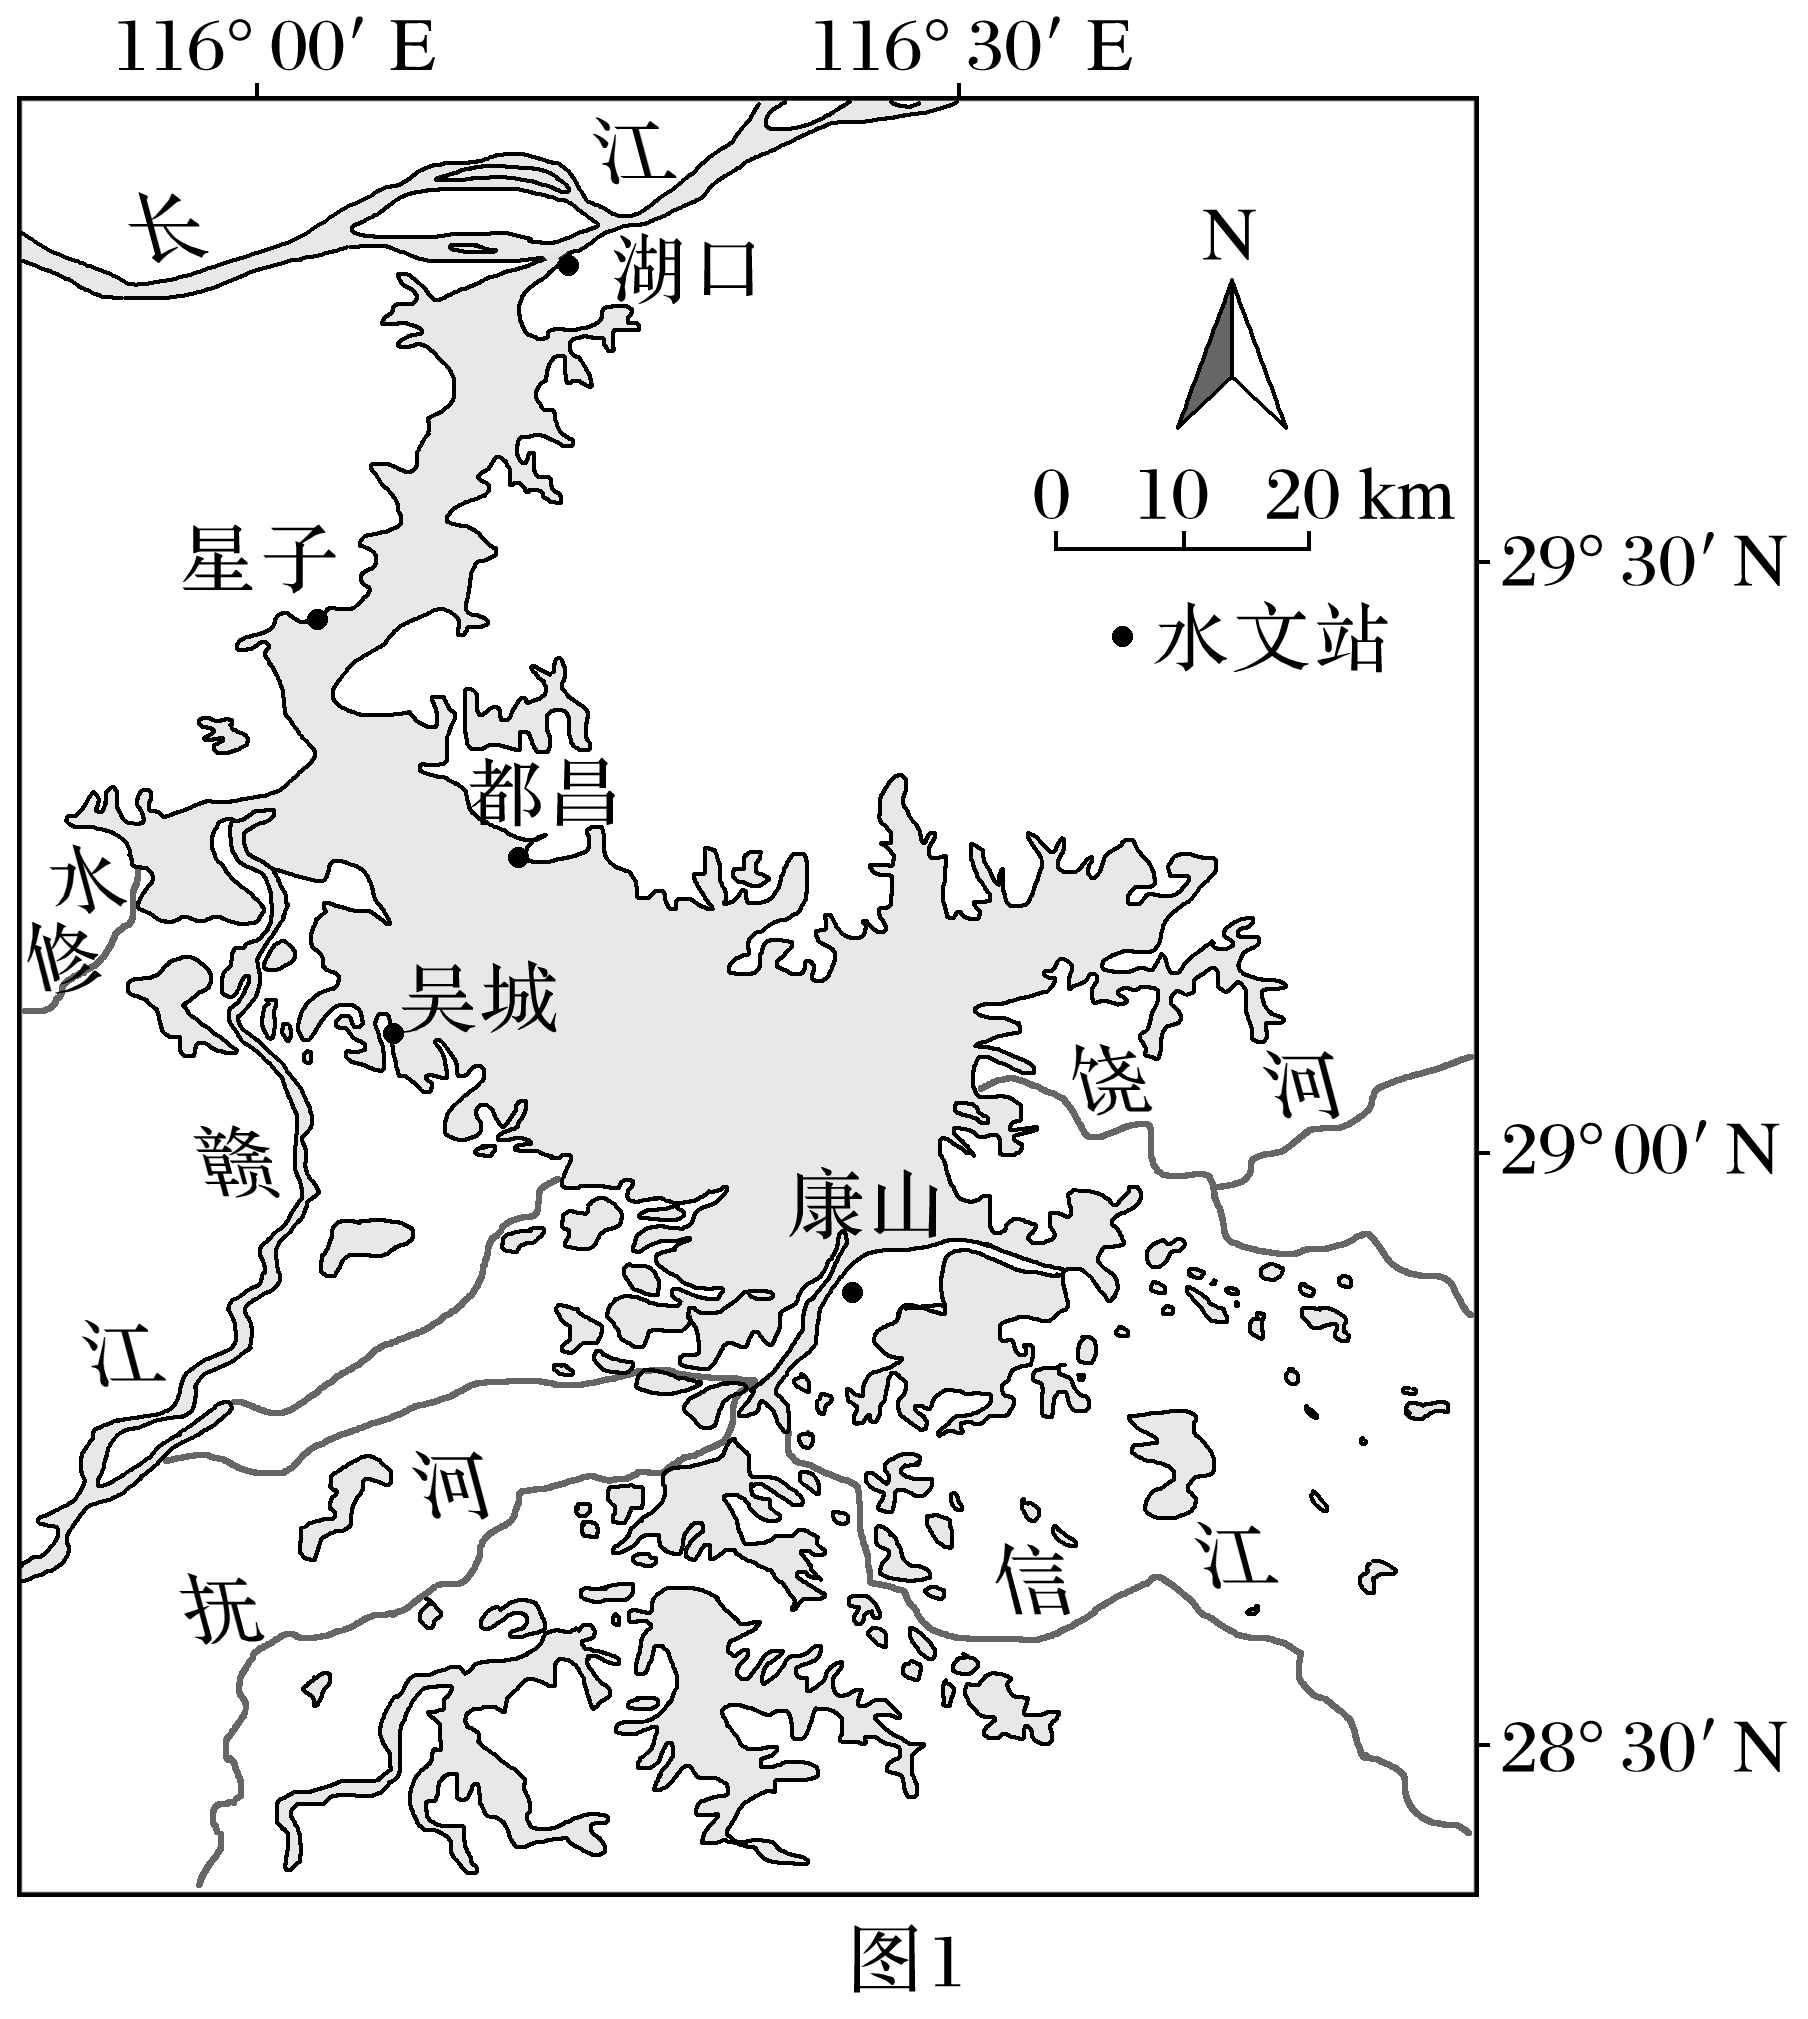 116° 00′ E
116° 30′ E
长江
湖口
N
0 10 20 km
星子
29° 30′ N
水文站
都昌
修水
吴城
饶河
29° 00′ N
赣江
康山
抚河
信江
28° 30′ N
图1